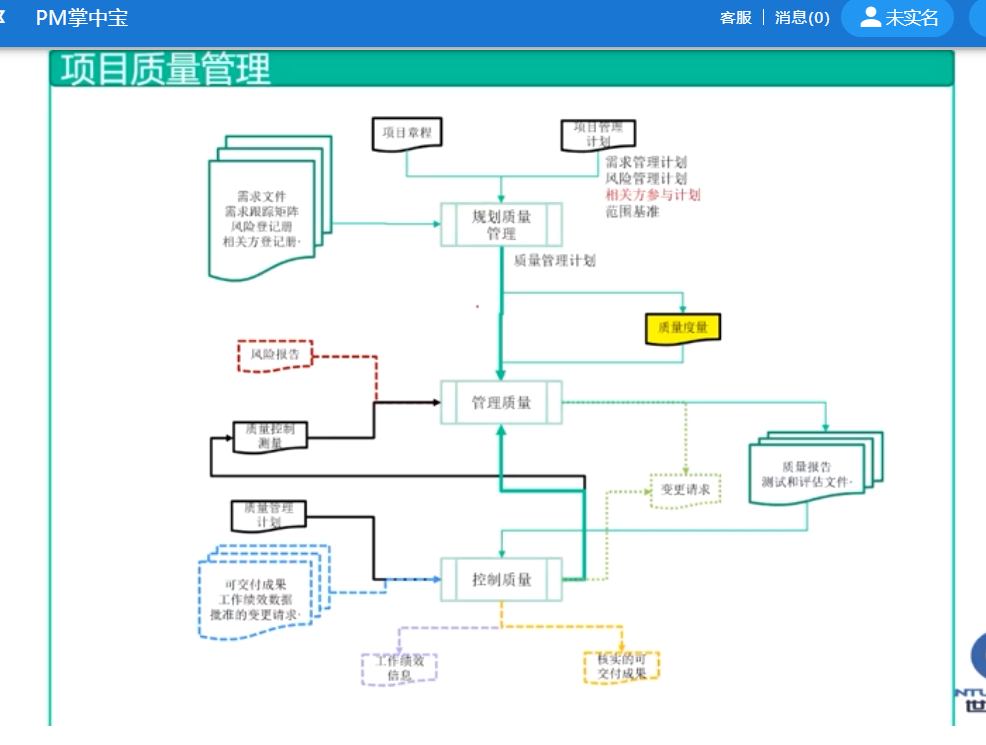 PM掌中宝
客服
消息(0)
未实名
项目质量管理
项目章程
项目管理
计划
需求管理计划
风险管理计划
相关方参与计划
范围基准
需求文件
需求跟踪矩阵
风险登记册
相关方登记册·
规划质量
管理
质量管理计划
质量度量
风险报告
管理质量
质量控制
测量
质量报告
测试和评估文件·
变更请求
质量管理
计划
控制质量
可交付成果
工作绩效数据
批准的变更请求·
工作绩效
信息
核实的可
交付成果
NTU
世